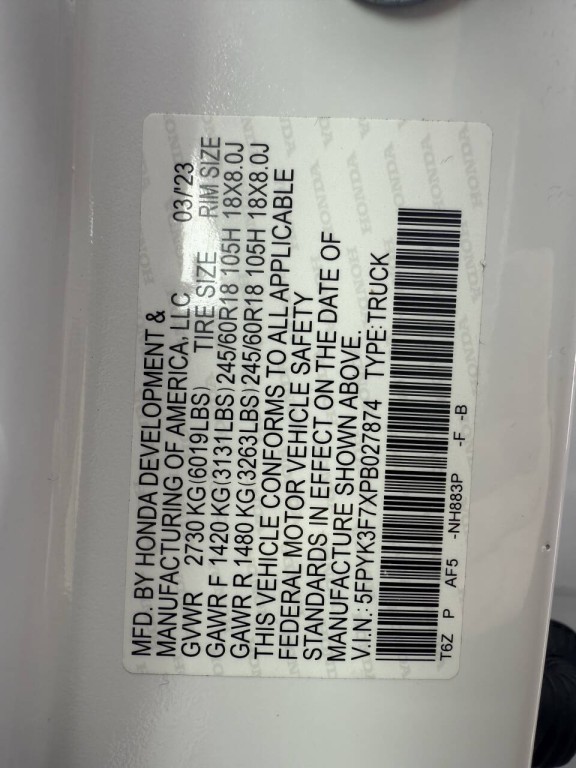 MFD. BY HONDA DEVELOPMENT &
MANUFACTURING OF AMERICA, LLC 03/'23
GVWR 2730 KG(6019LBS) TIRE SIZE RIM SIZE
GAWR F 1420 KG(3131LBS) 245/60R18 105H 18X8.0J
GAWR R 1480 KG(3263LBS) 245/60R18 105H 18X8.0J
THIS VEHICLE CONFORMS TO ALL APPLICABLE
FEDERAL MOTOR VEHICLE SAFETY
STANDARDS IN EFFECT ON THE DATE OF
MANUFACTURE SHOWN ABOVE.
V.I.N.: 5FPYK3F7XPB027874 TYPE: TRUCK
T6Z P AF5 -NH883P -F -B